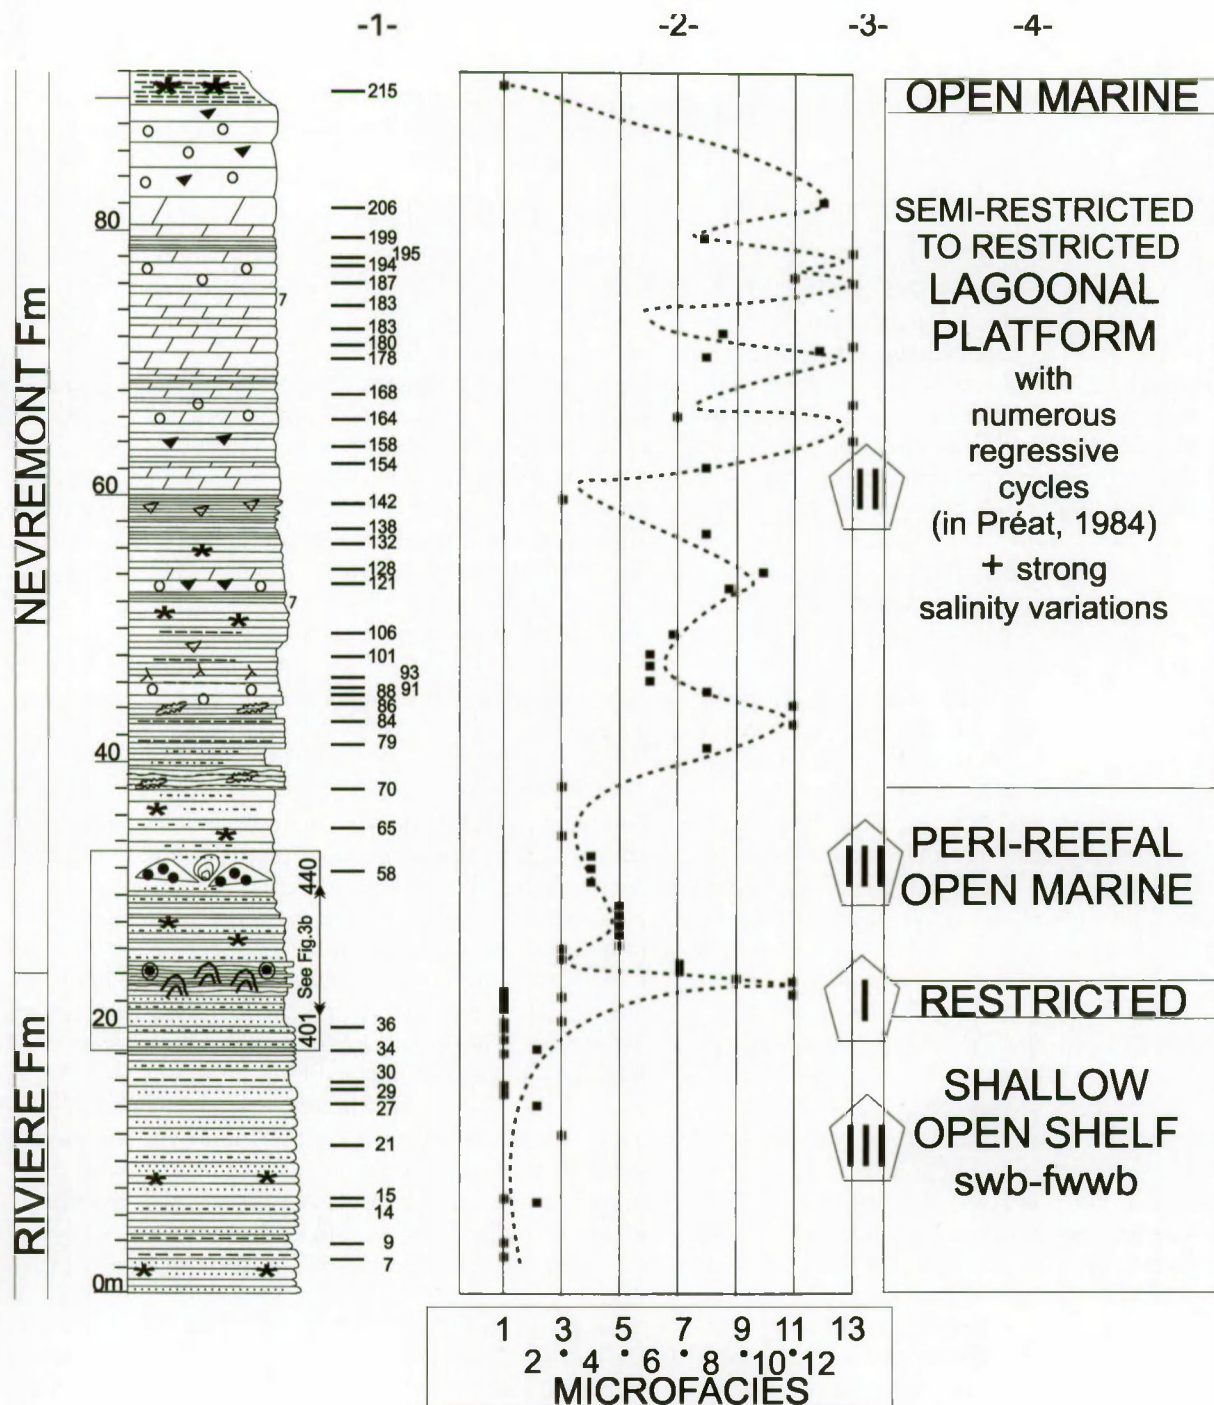 -1-
-2-
-3-
-4-
NEVREMONT Fm
RIVIERE Fm
80
60
40
20
0m
7
7
440
See Fig.3b
401
215
206
199
195
194
187
183
183
180
178
168
164
158
154
142
138
132
128
121
106
101
93
91
88
86
84
79
70
65
58
36
34
30
29
27
21
15
14
9
7
II
III
I
III
OPEN MARINE
SEMI-RESTRICTED
TO RESTRICTED
LAGOONAL
PLATFORM
with
numerous
regressive
cycles
(in Préat, 1984)
+ strong
salinity variations
PERI-REEFAL
OPEN MARINE
RESTRICTED
SHALLOW
OPEN SHELF
swb-fwwb
1 3 5 7 9 11 13
2 • 4 • 6 • 8 • 10 • 12
MICROFACIES